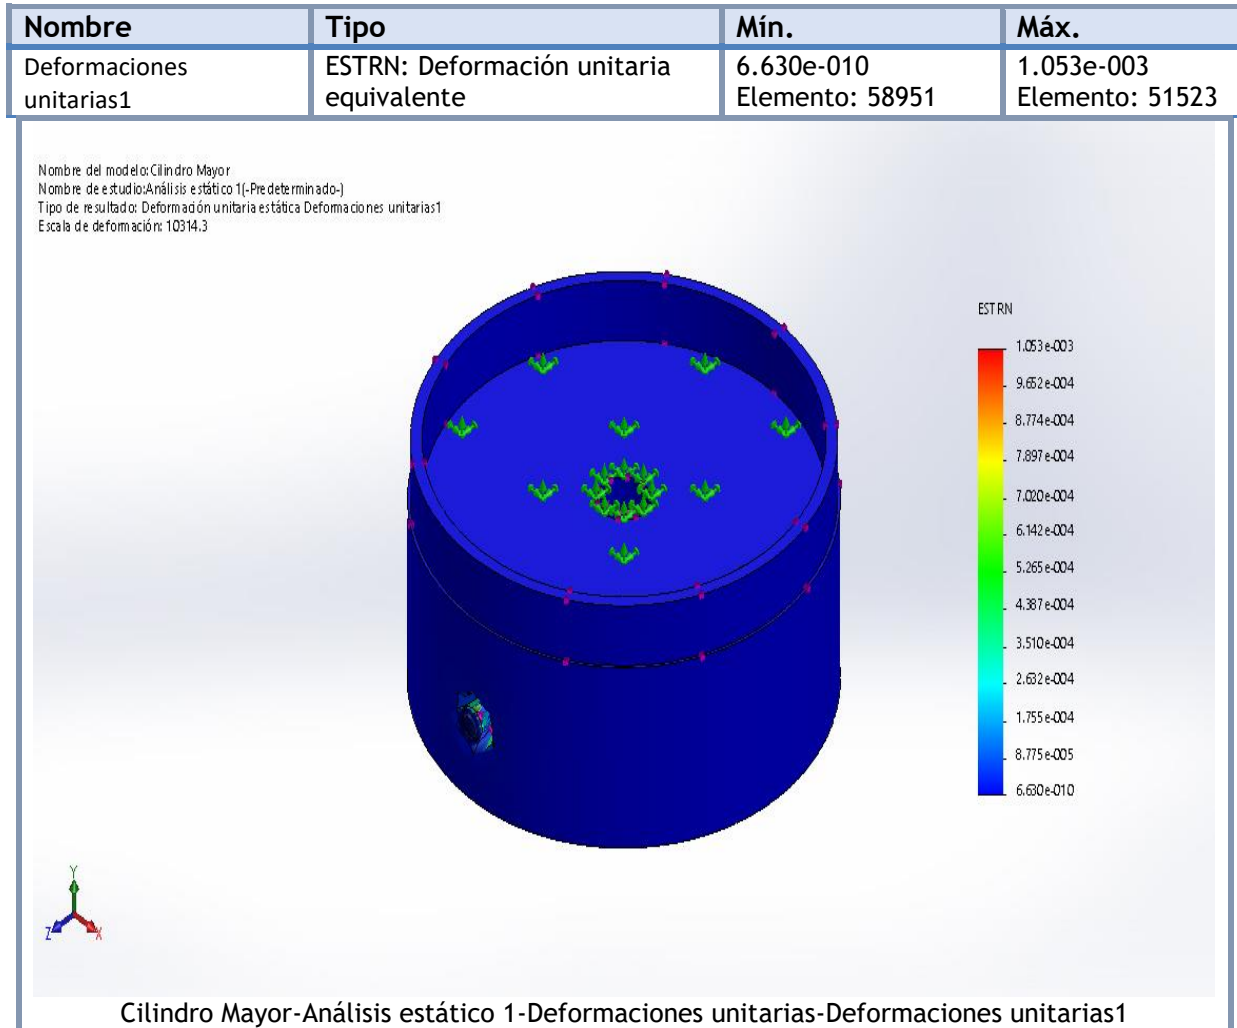 Nombre Tipo Mín. Máx.
Deformaciones unitarias1 ESTRN: Deformación unitaria equivalente 6.630e-010 Elemento: 58951 1.053e-003 Elemento: 51523
Nombre del modelo:Cilindro Mayor
Nombre de estudio:Análisis estático 1(-Predeterminado-)
Tipo de resultado: Deformación unitaria estática Deformaciones unitarias1
Escala de deformación: 10314.3
ESTRN
1.053e-003
9.652e-004
8.774e-004
7.897e-004
7.020e-004
6.142e-004
5.265e-004
4.387e-004
3.510e-004
2.632e-004
1.755e-004
8.775e-005
6.630e-010
Y
Z
X
Cilindro Mayor-Análisis estático 1-Deformaciones unitarias-Deformaciones unitarias1